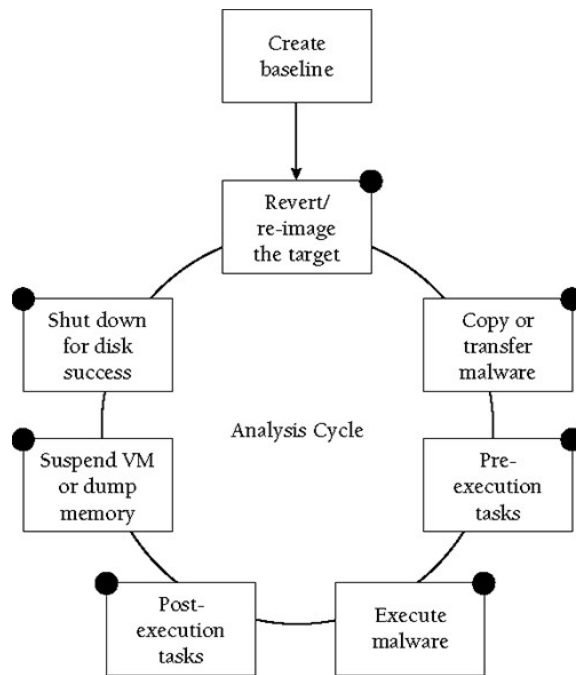 Create
baseline
Revert/
re-image
the target
Copy or
transfer
malware
Pre-
execution
tasks
Execute
malware
Post-
execution
tasks
Suspend VM
or dump
memory
Shut down
for disk
success
Analysis Cycle